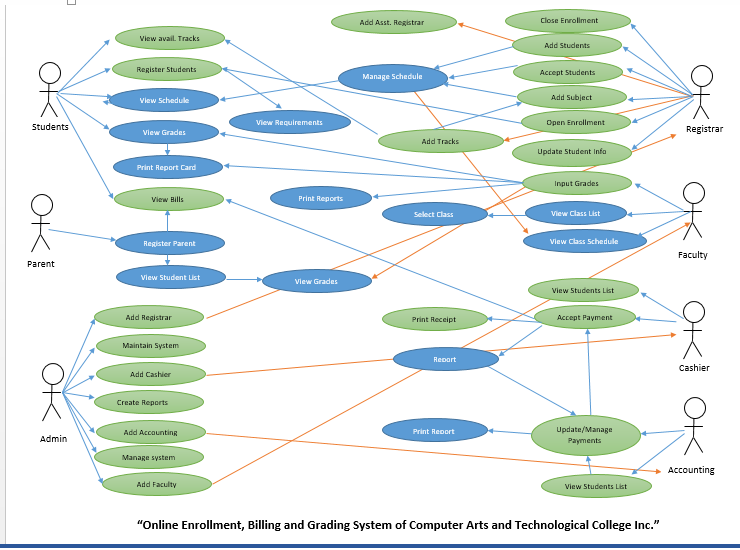 Add Asst. Registrar
Close Enrollment
View avail. Tracks
Add Students
Register Students
Manage Schedule
Accept Students
View Schedule
Add Subject
Students
View Grades
View Requirements
Open Enrollment
Registrar
Add Tracks
Update Student Info
Print Report Card
Input Grades
View Bills
Print Reports
Select Class
View Class List
Parent
Register Parent
View Class Schedule
Faculty
View Student List
View Grades
View Students List
Add Registrar
Print Receipt
Accept Payment
Maintain System
Report
Cashier
Add Cashier
Create Reports
Admin
Add Accounting
Print Report
Update/Manage
Payments
Manage system
Accounting
Add Faculty
View Students List
“Online Enrollment, Billing and Grading System of Computer Arts and Technological College Inc.”